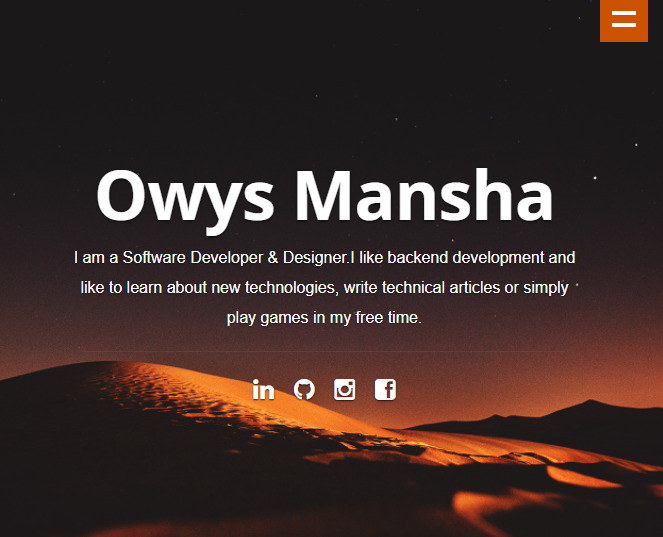 Owys Mansha
I am a Software Developer & Designer.I like backend development and
like to learn about new technologies, write technical articles or simply
play games in my free time.